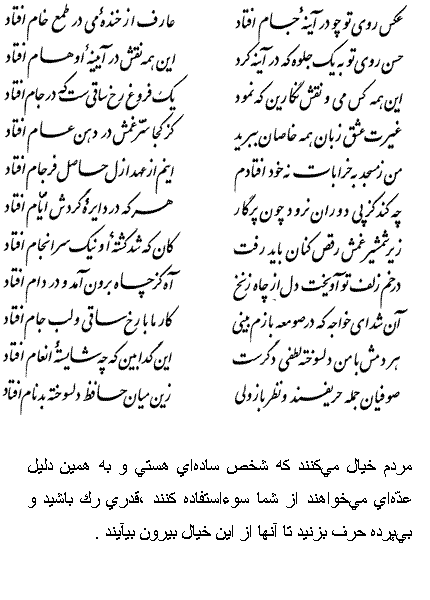 عکس روی تو چو در آینهٔ جام افتاد عارف از خندهٔ می در طمع خام افتاد
حسن روی تو به یک جلوه که در آینه کرد این همه نقش در آیینهٔ اوهام افتاد
این همه عکس می و نقش نگارین که نمود یک فروغ رخ ساقیست که در جام افتاد
غیرت عشق زبان همه خاصان ببرید کز کجا سرّ غمش در دهن عام افتاد
من ز مسجد به خرابات نه خود افتادم اینم از عهد ازل حاصل فرجام افتاد
چه کند کز پی دوران نرود چون پرگار هر که در دایرهٔ گردش ایّام افتاد
زیر شمشیر غمش رقص کنان باید رفت کان که شد کشتهٔ او نیک سرانجام افتاد
در خم زلف تو آویخت دل از چاه زنخ آه کز چاه برون آمد و در دام افتاد
آن شد ای خواجه که در صومعه بازم بینی کار ما با رخ ساقی و لب جام افتاد
هر دمش با من دلسوخته لطفی دگرست این گدا بین که چه شایستهٔ انعام افتاد
صوفیان جمله حریفند و نظرباز ولی زین میان حافظ دلسوخته بدنام افتاد
مردم خيال مي‌كنند كه شخص ساده‌اي هستي و به همين دليل
عدّه‌اي مي‌خواهند از شما سوءاستفاده كنند ،قدري رك باشيد و
بي‌پرده حرف بزنيد تا آنها از اين خيال بيرون بيآيند .